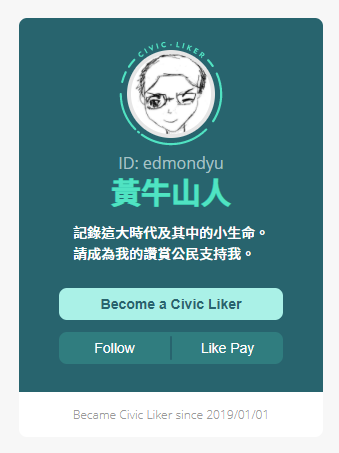 CIVIC-LIKER
ID: edmondyu
黃牛山人
記錄這大時代及其中的小生命。
請成為我的讚賞公民支持我。
Become a Civic Liker
Follow
Like Pay
Became Civic Liker since 2019/01/01